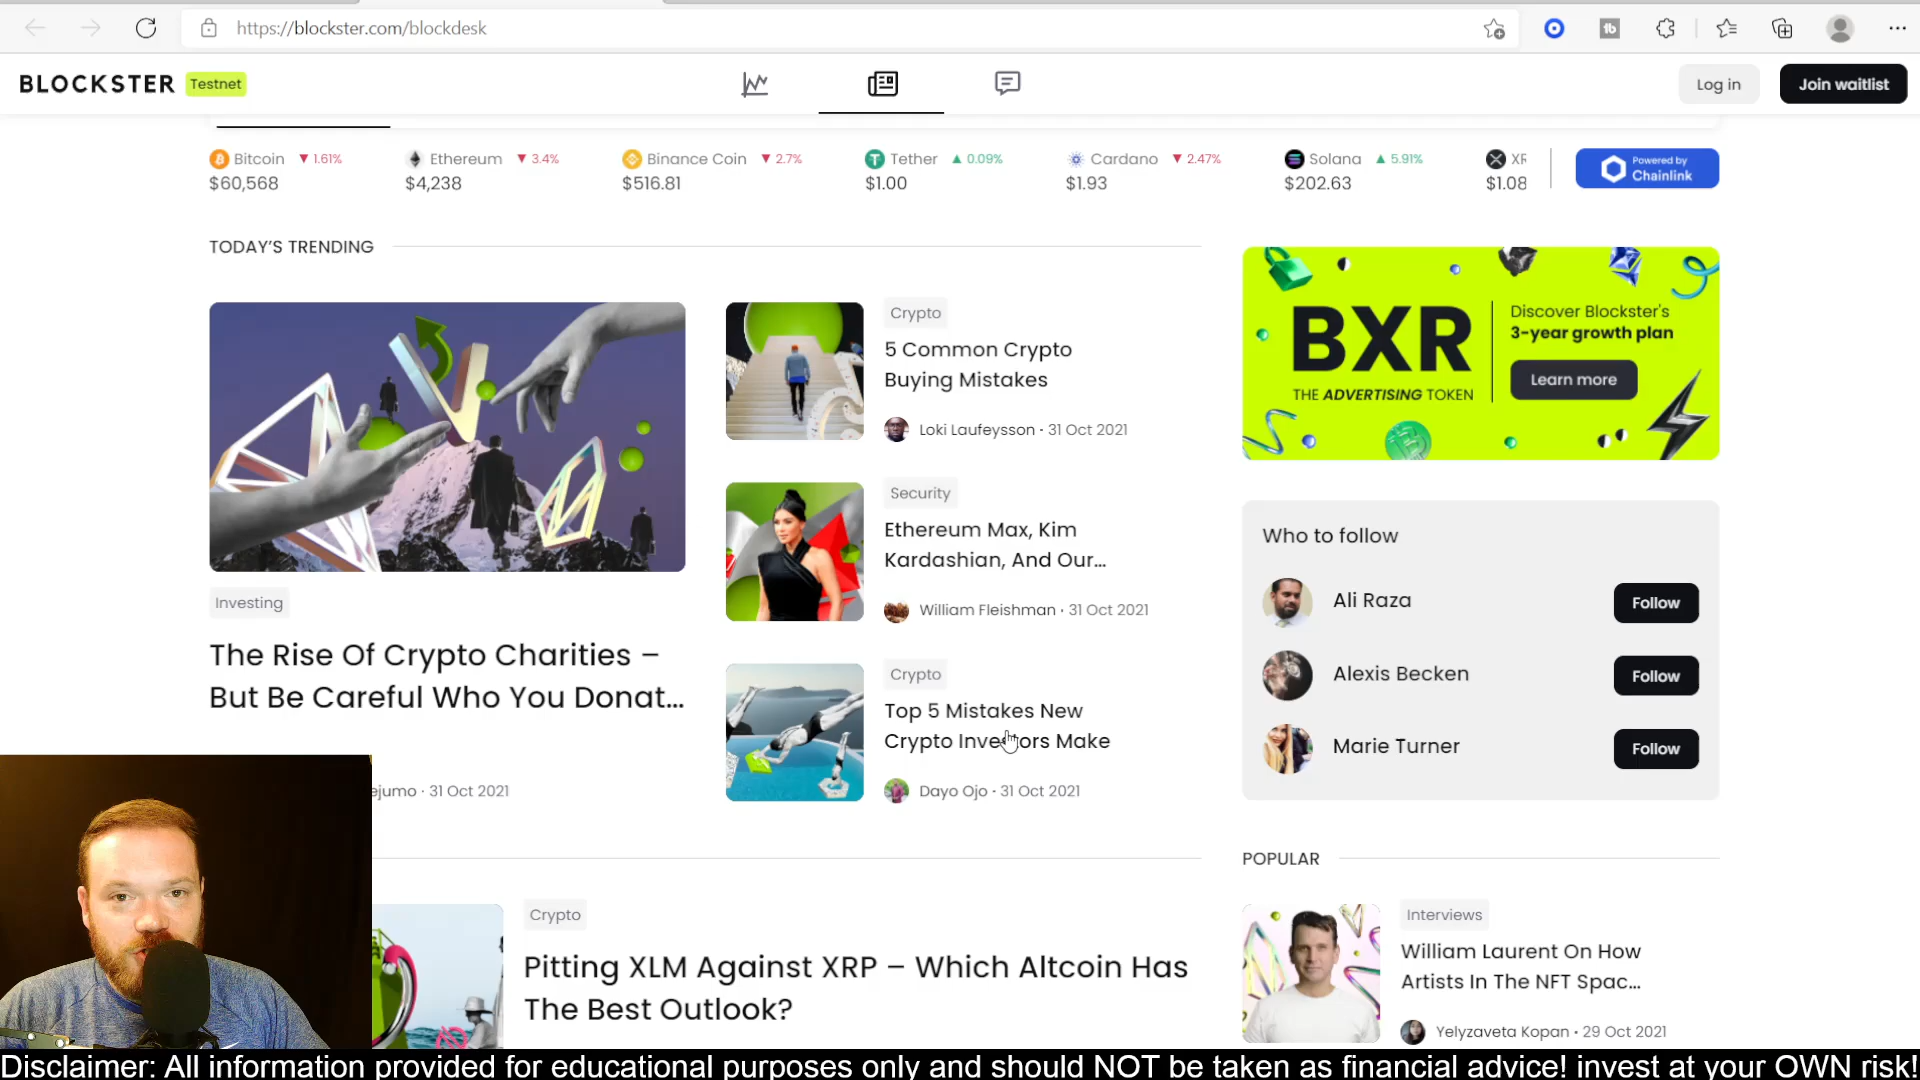 https://blockster.com/blockdesk
BLOCKSTER Testnet
Log in
Join waitlist
Bitcoin ▼ 1.61%
$60,568
Ethereum ▼ 3.4%
$4,238
Binance Coin ▼ 2.7%
$516.81
Tether ▲ 0.09%
$1.00
Cardano ▼ 2.47%
$1.93
Solana ▲ 5.91%
$202.63
XR
$1.08
Powered by
Chainlink
TODAY'S TRENDING
Investing
The Rise Of Crypto Charities –
But Be Careful Who You Donat...
ejumo · 31 Oct 2021
Crypto
5 Common Crypto
Buying Mistakes
Loki Laufeysson · 31 Oct 2021
Security
Ethereum Max, Kim
Kardashian, And Our...
William Fleishman · 31 Oct 2021
Crypto
Top 5 Mistakes New
Crypto Investors Make
Dayo Ojo · 31 Oct 2021
BXR
THE ADVERTISING TOKEN
Discover Blockster's
3-year growth plan
Learn more
Who to follow
Ali Raza
Follow
Alexis Becken
Follow
Marie Turner
Follow
Crypto
Pitting XLM Against XRP – Which Altcoin Has
The Best Outlook?
POPULAR
Interviews
William Laurent On How
Artists In The NFT Spac...
Yelyzaveta Kopan · 29 Oct 2021
Disclaimer: All information provided for educational purposes only and should NOT be taken as financial advice! invest at your OWN risk!